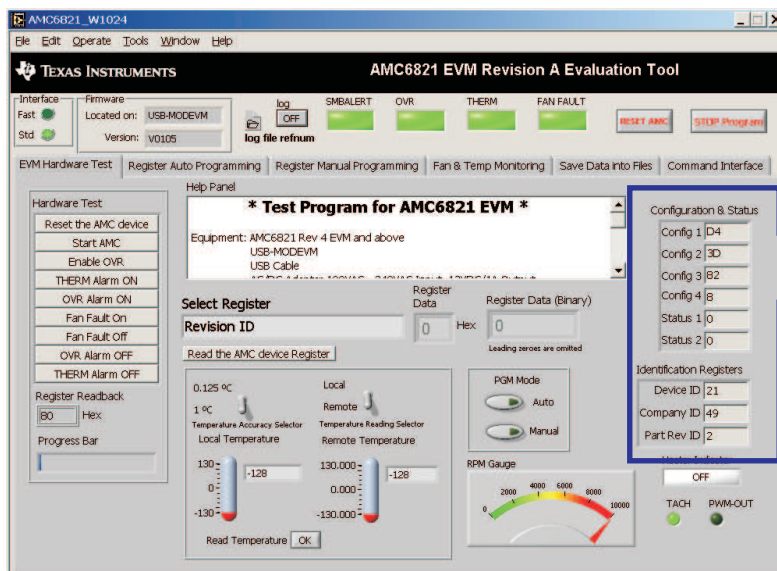 AMC6821_W1024
File Edit Operate Tools Window Help
TEXAS INSTRUMENTS
AMC6821 EVM Revision A Evaluation Tool
Interface
Fast
Std
Firmware
Located on: USB-MODEVM
Version: V0105
log
OFF
log file refnum
SMBALERT OVR THERM FAN FAULT
RESET AMC
STOP Program
EVM Hardware Test Register Auto Programming Register Manual Programming Fan & Temp Monitoring Save Data into Files Command Interface
Hardware Test
Reset the AMC device
Start AMC
Enable OVR
THERM Alarm ON
OVR Alarm ON
Fan Fault On
Fan Fault Off
OVR Alarm OFF
THERM Alarm OFF
Register Readback
80 Hex
Progress Bar
Help Panel
* Test Program for AMC6821 EVM *
Equipment: AMC6821 Rev 4 EVM and above
USB-MODEVM
USB Cable
Select Register
Revision ID
Register Data
0 Hex
Register Data (Binary)
0
Leading zeroes are omitted
Read the AMC device Register
0.125 ºC
1 ºC
Temperature Accuracy Selector
Local
Remote
Temperature Reading Selector
Local Temperature
130
0
-130
-128
Remote Temperature
130.000
0.000
-130.000
-128
Read Temperature OK
PGM Mode
Auto
Manual
RPM Gauge
0 2000 4000 6000 8000 10000
Configuration & Status
Config 1 D4
Config 2 3D
Config 3 82
Config 4 8
Status 1 0
Status 2 0
Identification Registers
Device ID 21
Company ID 49
Part Rev ID 2
OFF
TACH PWM-OUT